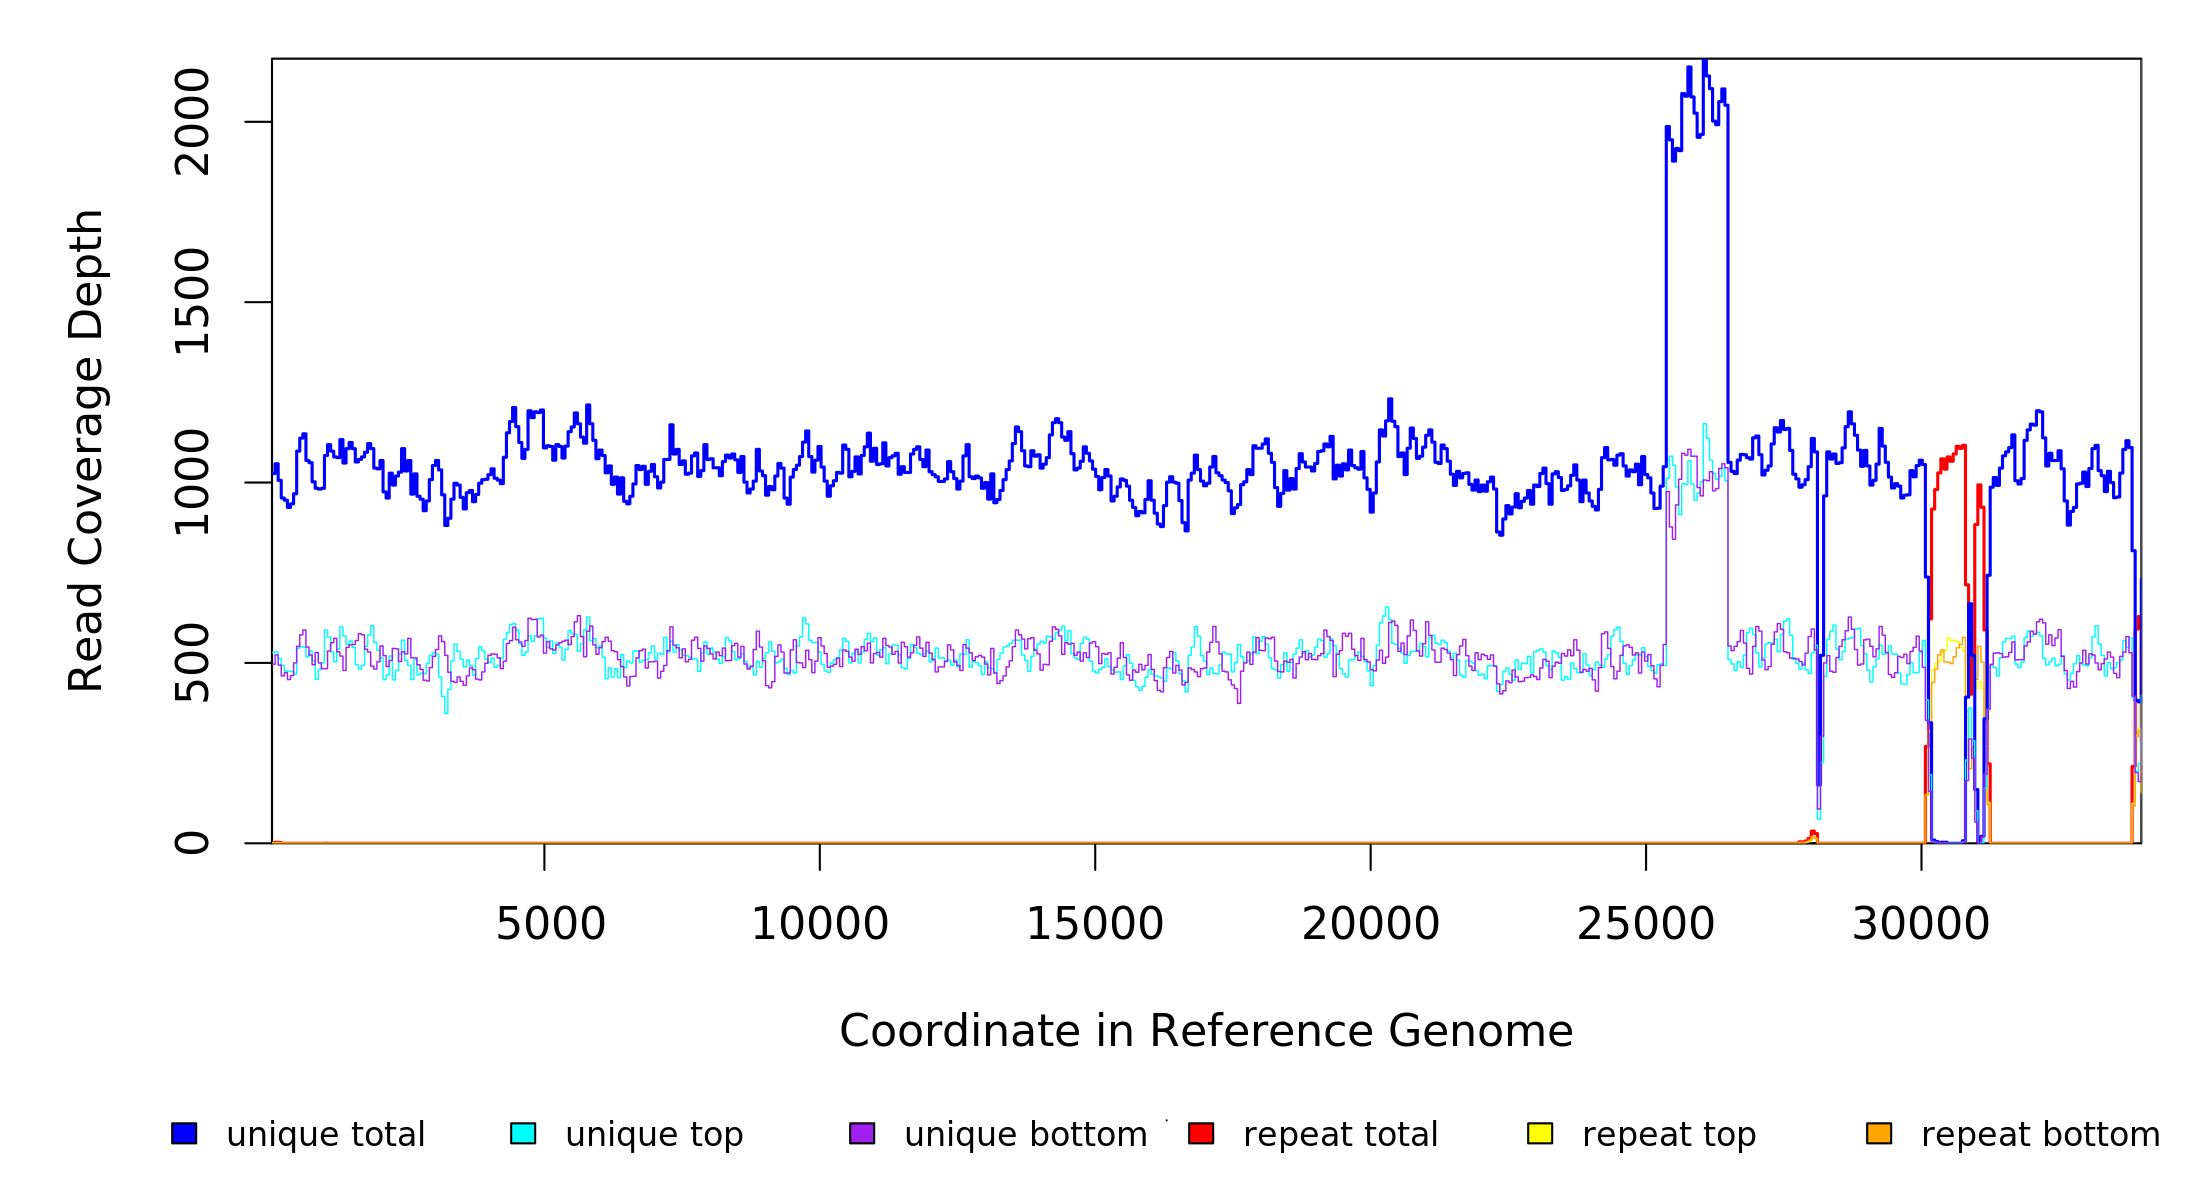 Read Coverage Depth
2000
1500
1000
500
0
5000 10000 15000 20000 25000 30000
Coordinate in Reference Genome
unique total unique top unique bottom repeat total repeat top repeat bottom